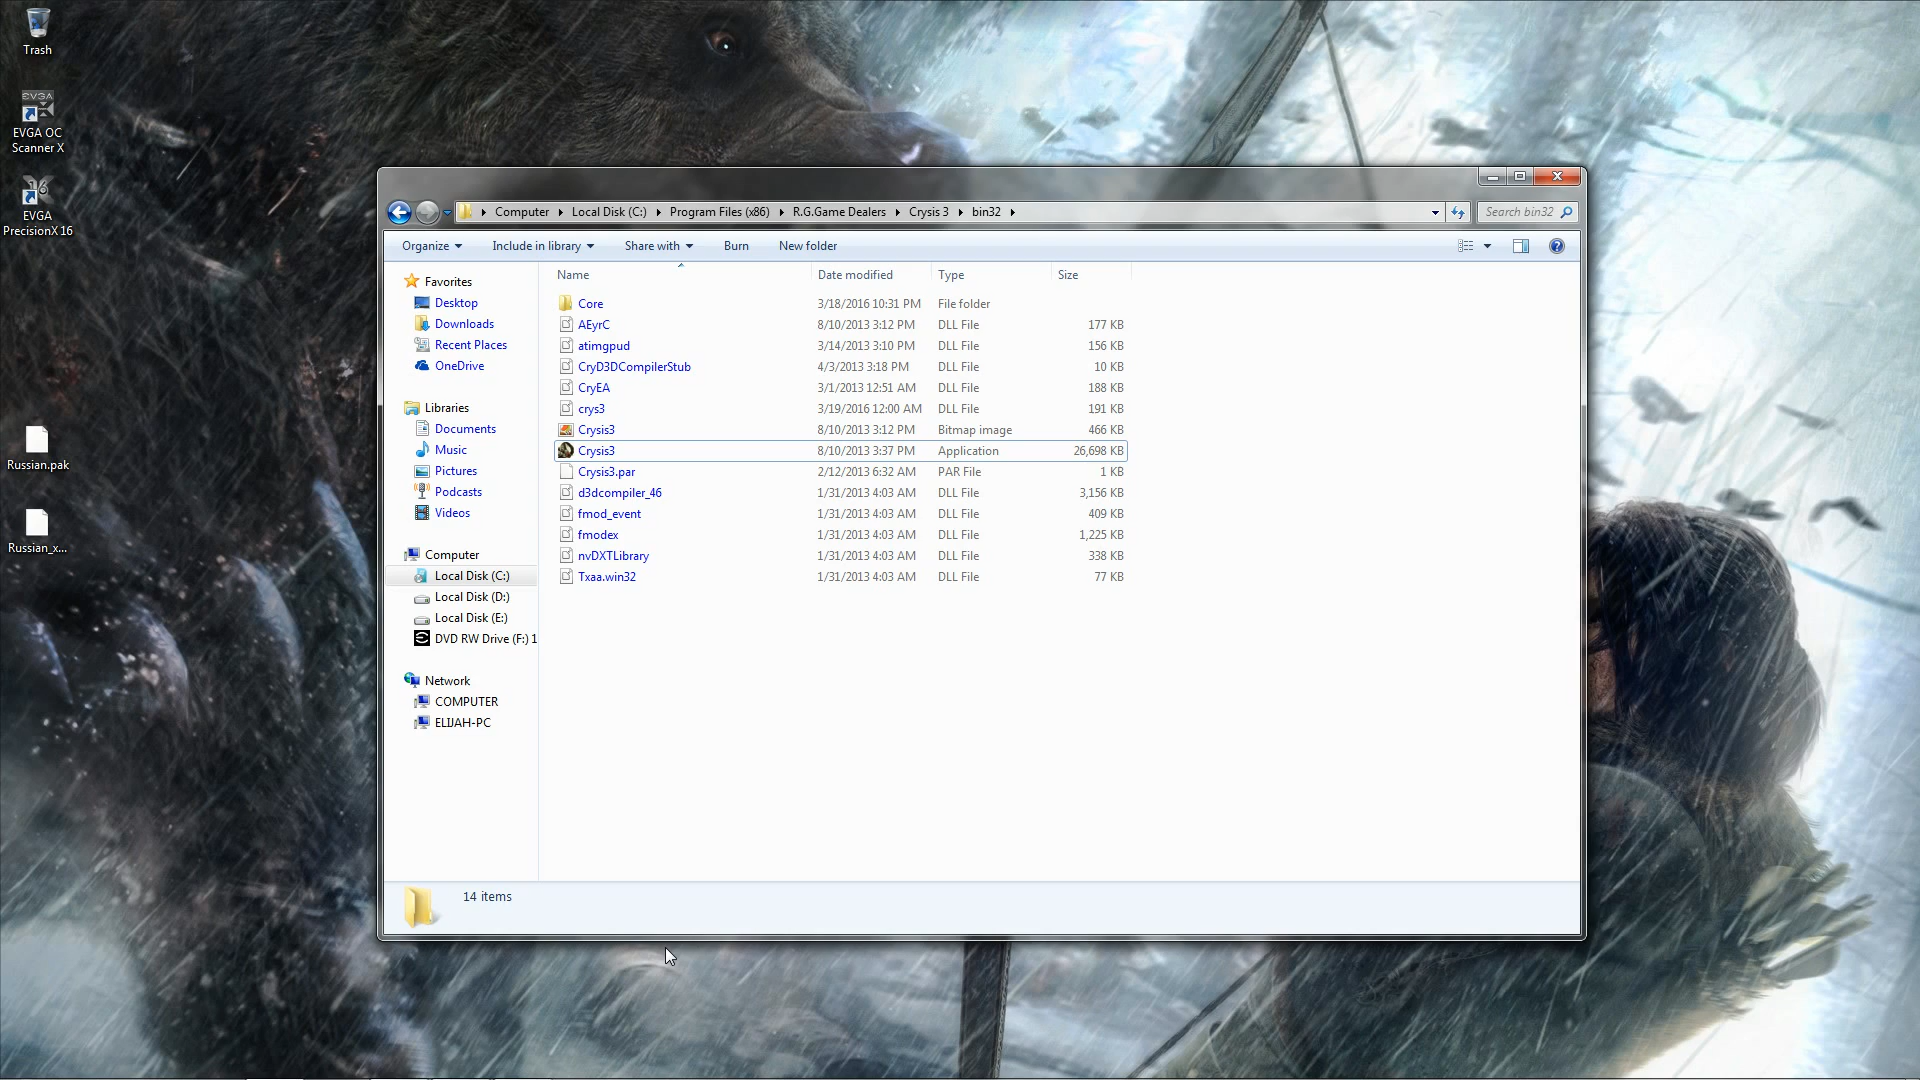 Trash
EVGA
EVGA OC
Scanner X
16
EVGA
PrecisionX 16
Russian.pak
Russian_x...
Computer Local Disk (C:) Program Files (x86) R.G.Game Dealers Crysis 3 bin32
Search bin32
Organize Include in library Share with Burn New folder
Favorites
Desktop
Downloads
Recent Places
OneDrive
Libraries
Documents
Music
Pictures
Podcasts
Videos
Computer
Local Disk (C:)
Local Disk (D:)
Local Disk (E:)
DVD RW Drive (F:) 1
Network
COMPUTER
ELIJAH-PC
Name Date modified Type Size
Core 3/18/2016 10:31 PM File folder
AEyrC 8/10/2013 3:12 PM DLL File 177 KB
atimgpud 3/14/2013 3:10 PM DLL File 156 KB
CryD3DCompilerStub 4/3/2013 3:18 PM DLL File 10 KB
CryEA 3/1/2013 12:51 AM DLL File 188 KB
crys3 3/19/2016 12:00 AM DLL File 191 KB
Crysis3 8/10/2013 3:12 PM Bitmap image 466 KB
Crysis3 8/10/2013 3:37 PM Application 26,698 KB
Crysis3.par 2/12/2013 6:32 AM PAR File 1 KB
d3dcompiler_46 1/31/2013 4:03 AM DLL File 3,156 KB
fmod_event 1/31/2013 4:03 AM DLL File 409 KB
fmodex 1/31/2013 4:03 AM DLL File 1,225 KB
nvDXTLibrary 1/31/2013 4:03 AM DLL File 338 KB
Txaa.win32 1/31/2013 4:03 AM DLL File 77 KB
14 items